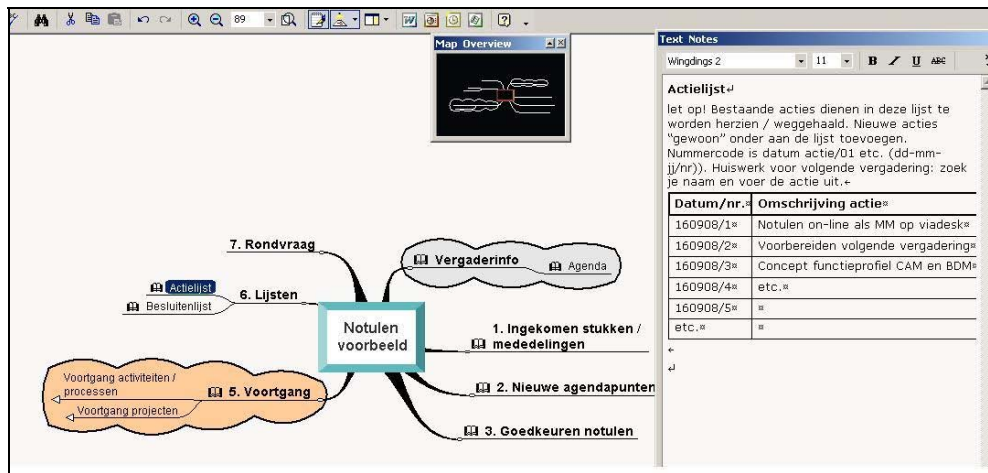 89
Map Overview
Text Notes
Wingdings 2
11
B I U ABC
Actielijst↵
let op! Bestaande acties dienen in deze lijst te
worden herzien / weggehaald. Nieuwe acties
“gewoon” onder aan de lijst toevoegen.
Nummercode is datum actie/01 etc. (dd-mm-
jj/nr)). Huiswerk voor volgende vergadering: zoek
je naam en voer de actie uit.↵
Datum/nr.¤ Omschrijving actie¤
160908/1¤ Notulen on-line als MM op viadesk¤
160908/2¤ Voorbereiden volgende vergadering¤
160908/3¤ Concept functieprofiel CAM en BDM¤
160908/4¤ etc.¤
160908/5¤ ¤
etc.¤ ¤
↵
↵
7. Rondvraag
Vergaderinfo
Agenda
6. Lijsten
Actielijst
Besluitenlijst
Notulen
voorbeeld
1. Ingekomen stukken /
mededelingen
2. Nieuwe agendapunten
3. Goedkeuren notulen
5. Voortgang
Voortgang activiteiten /
processen
Voortgang projecten